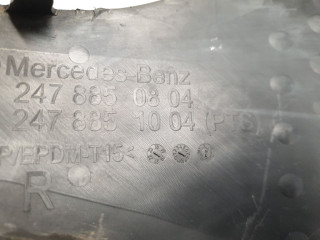 Mercedes-Benz
247 885 08 04
247 885 10 04 (PTS)
R/EPDM-T15<
R